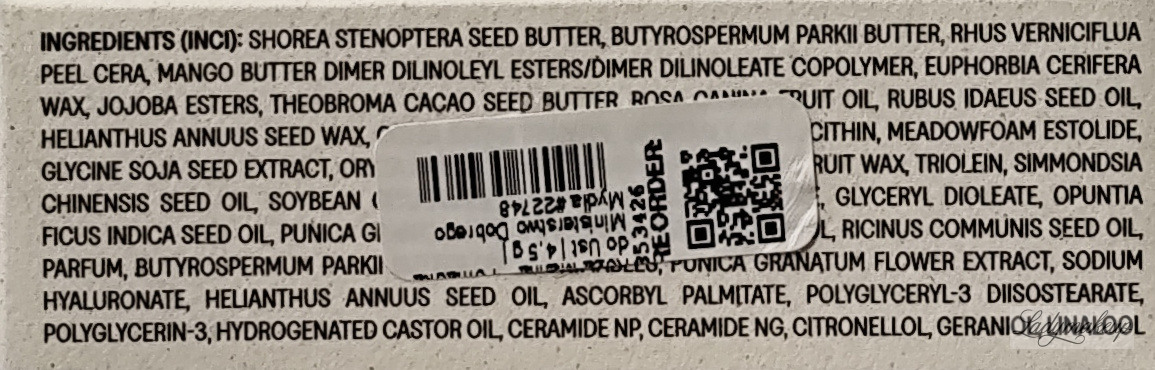 INGREDIENTS (INCI): SHOREA STENOPTERA SEED BUTTER, BUTYROSPERMUM PARKII BUTTER, RHUS VERNICIFLUA
PEEL CERA, MANGO BUTTER DIMER DILINOLEYL ESTERS/DIMER DILINOLEATE COPOLYMER, EUPHORBIA CERIFERA
WAX, JOJOBA ESTERS, THEOBROMA CACAO SEED BUTTER, ROSA CANINA FRUIT OIL, RUBUS IDAEUS SEED OIL,
HELIANTHUS ANNUUS SEED WAX, MEADOWFOAM ESTOLIDE,
GLYCINE SOJA SEED EXTRACT, WAX, TRIOLEIN, SIMMONDSIA
CHINENSIS SEED OIL, SOYBEAN GLYCERYL DIOLEATE, OPUNTIA
FICUS INDICA SEED OIL, PUNICA RICINUS COMMUNIS SEED OIL,
PARFUM, BUTYROSPERMUM PARKII PUNICA GRANATUM FLOWER EXTRACT, SODIUM
HYALURONATE, HELIANTHUS ANNUUS SEED OIL, ASCORBYL PALMITATE, POLYGLYCERYL-3 DIISOSTEARATE,
POLYGLYCERIN-3, HYDROGENATED CASTOR OIL, CERAMIDE NP, CERAMIDE NG, CITRONELLOL, GERANIOL, LINALOOL
do Ust | 4,5 g |
Ministerstwo Dobrego
Mydła #22748
353426
REORDER: